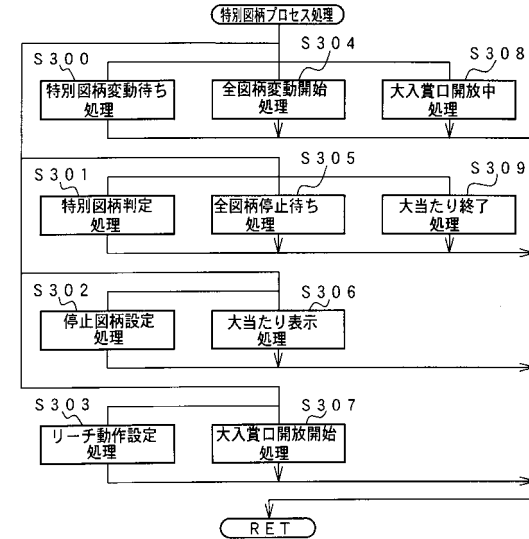 特別図柄プロセス処理
S300
S304
S308
特別図柄変動待ち
処理
全図柄変動開始
処理
大入賞口開放中
処理
S301
S305
S309
特別図柄判定
処理
全図柄停止待ち
処理
大当たり終了
処理
S302
S306
停止図柄設定
処理
大当たり表示
処理
S303
S307
リーチ動作設定
処理
大入賞口開放開始
処理
RET